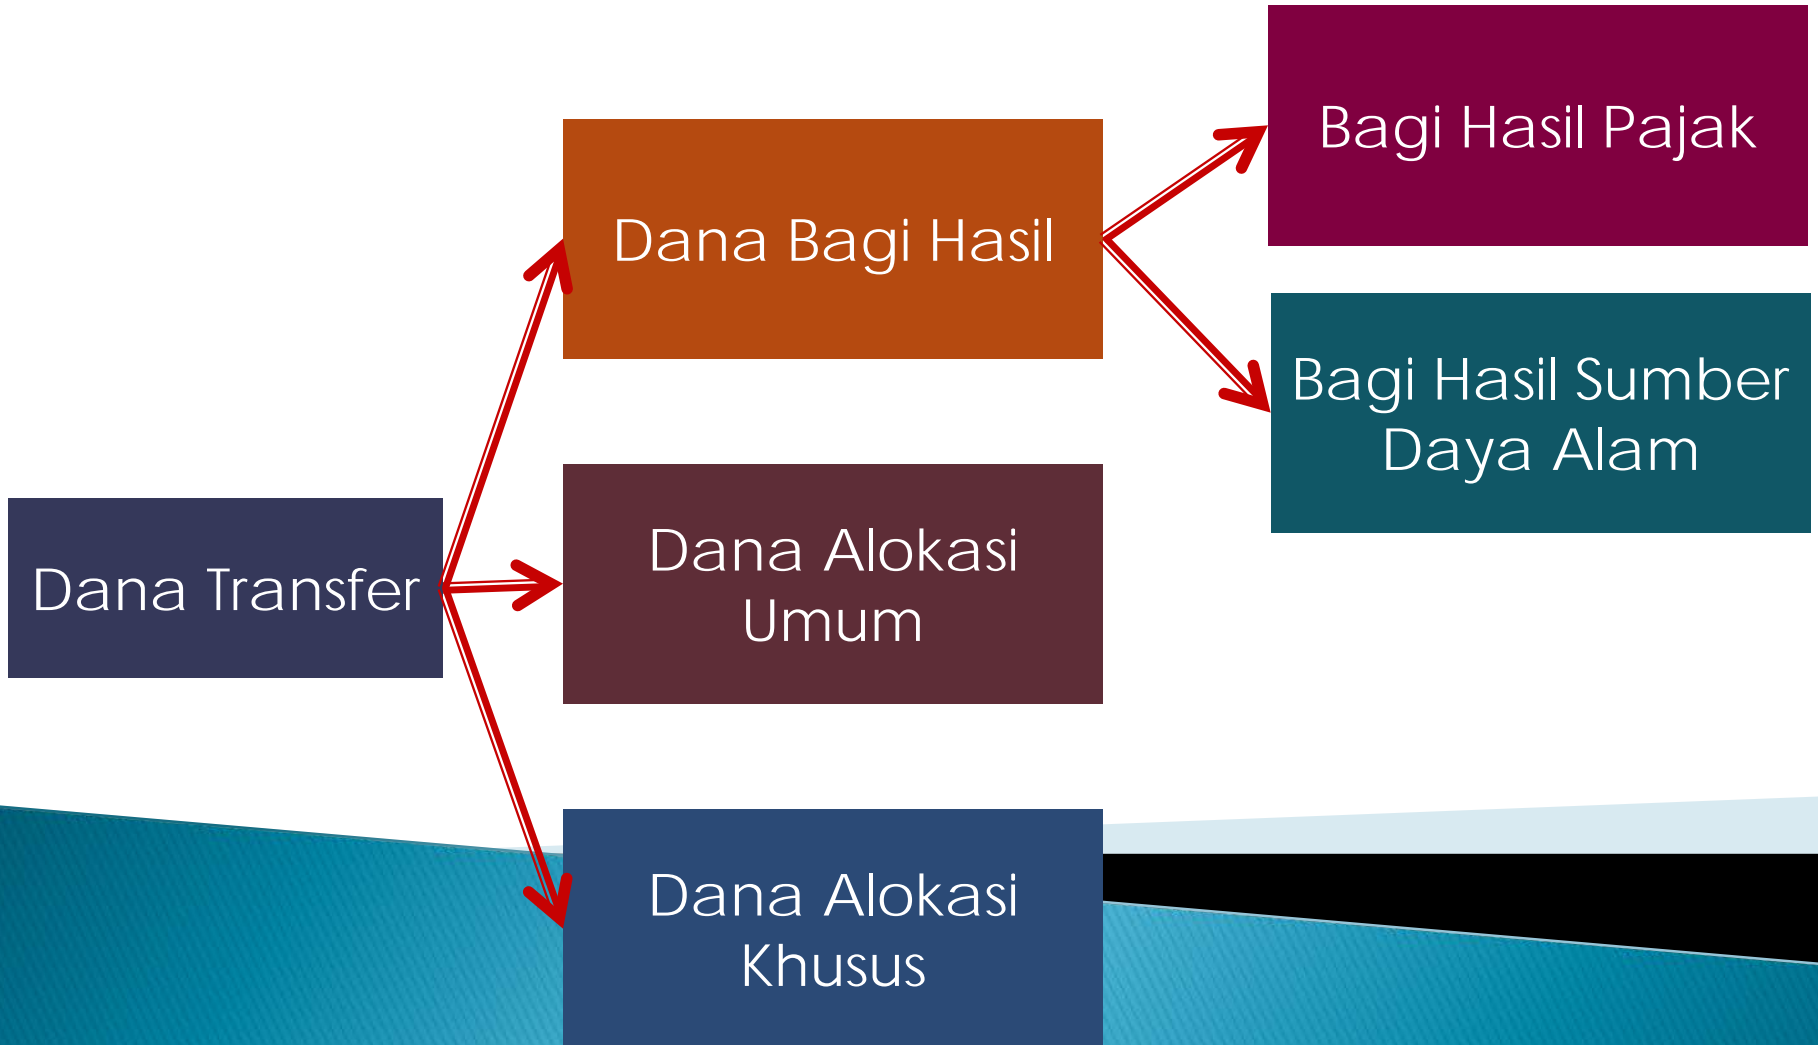 Dana Transfer
Dana Bagi Hasil
Bagi Hasil Pajak
Bagi Hasil Sumber
Daya Alam
Dana Alokasi
Umum
Dana Alokasi
Khusus